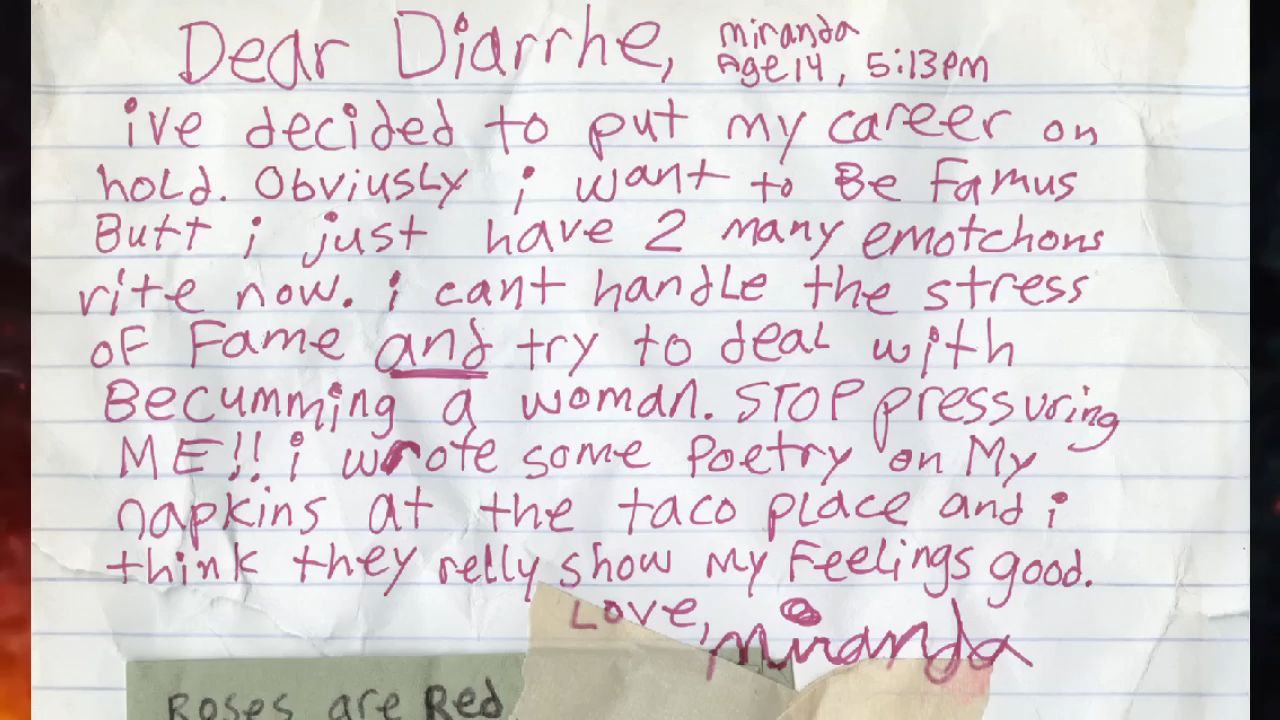 Dear Diarrhe,
miranda
Age 14, 5:13pm
ive decided to put my career on
hold. Obviusly i want to Be famus
Butt i just have 2 many emotchons
rite now. i cant handle the stress
of Fame and try to deal with
Becumming a woman. STOP pressuring
ME!! i wrote some Poetry on My
napkins at the taco place and i
think they relly show my Feelings good.
Love,
miranda
Roses are Red